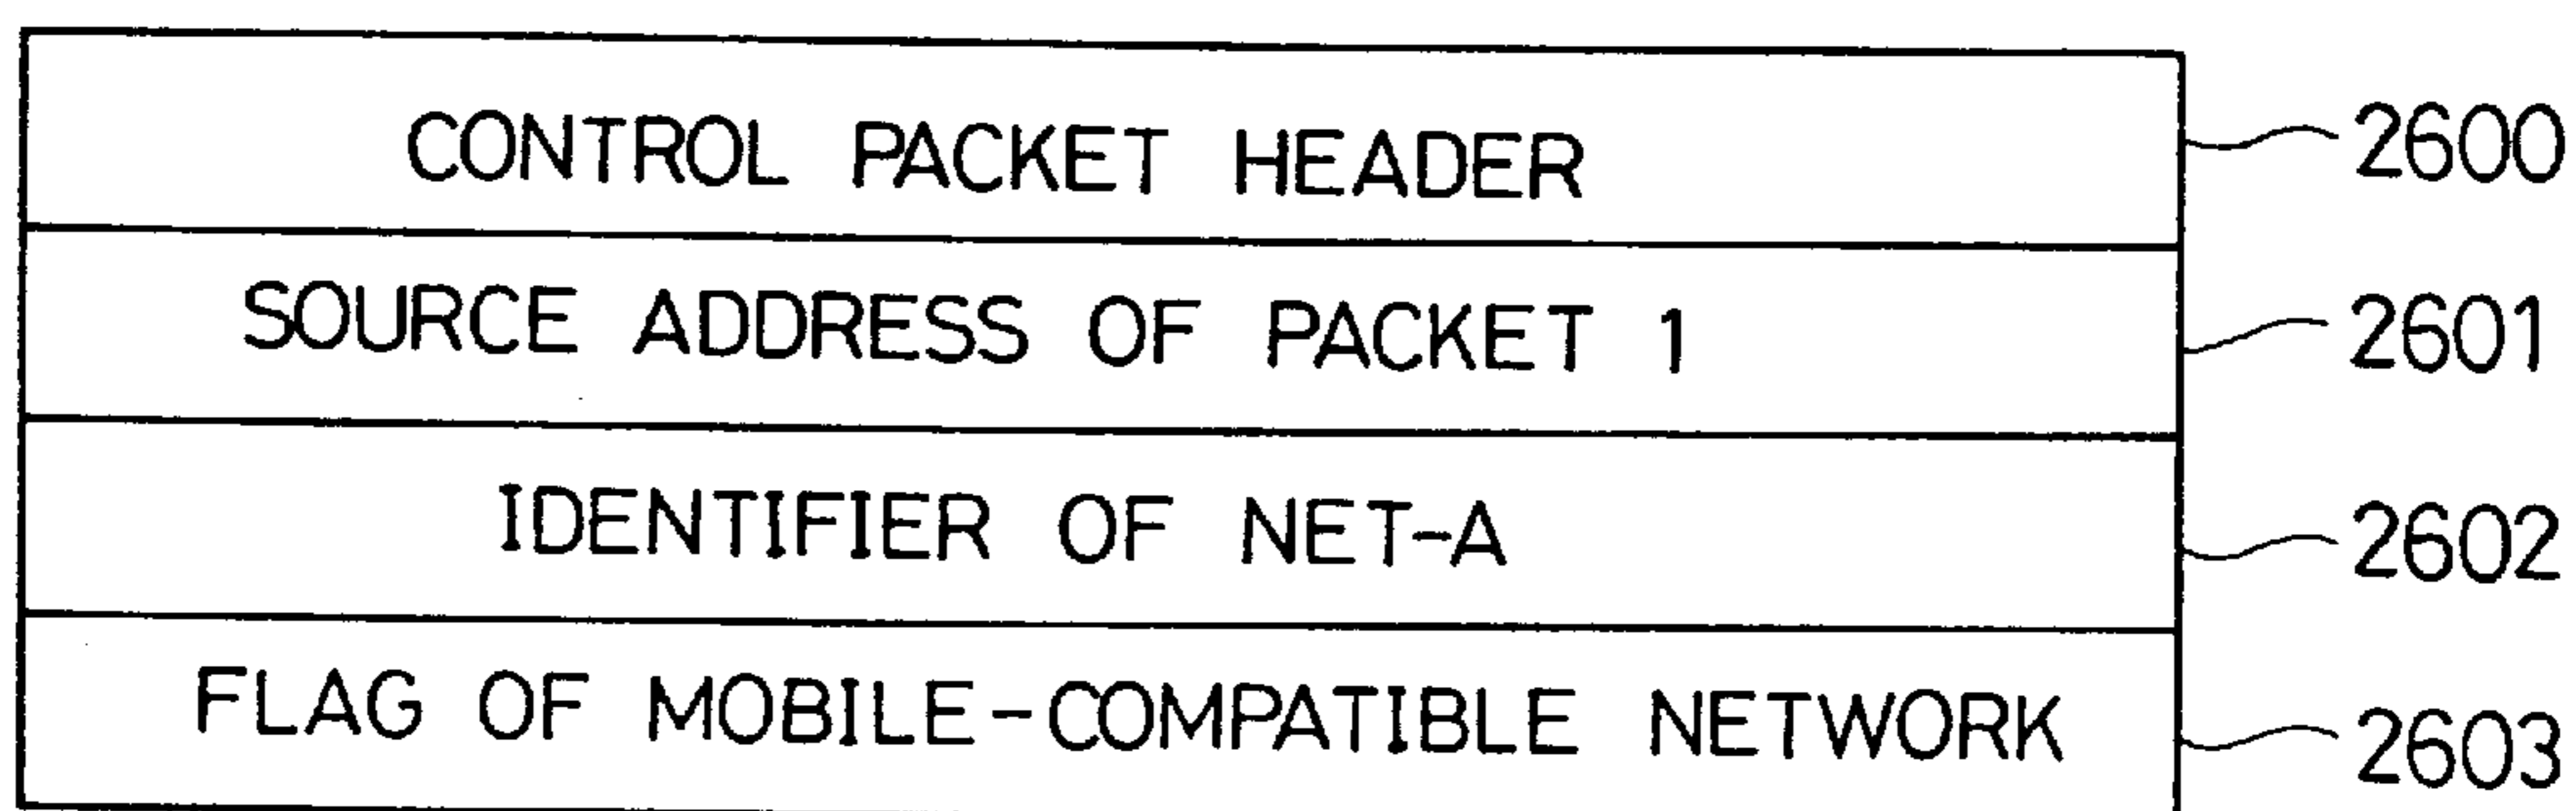 CONTROL PACKET HEADER 2600
SOURCE ADDRESS OF PACKET 1 2601
IDENTIFIER OF NET-A 2602
FLAG OF MOBILE-COMPATIBLE NETWORK 2603